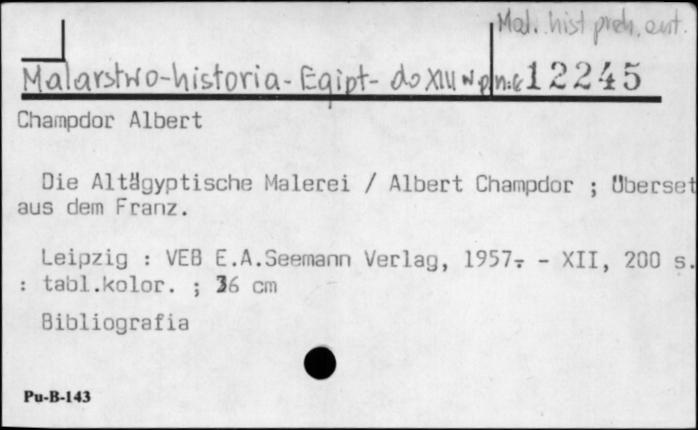 Mal. hist preh. ant.
Malarstwo-historia-Egipt- do XIII w p.n.e 12245
Champdor Albert
Die Altägyptische Malerei / Albert Champdor ; Überset
aus dem Franz.
Leipzig : VEB E.A.Seemann Verlag, 1957. - XII, 200 s.
: tabl.kolor. ; 36 cm
Bibliografia
Pu-B-143